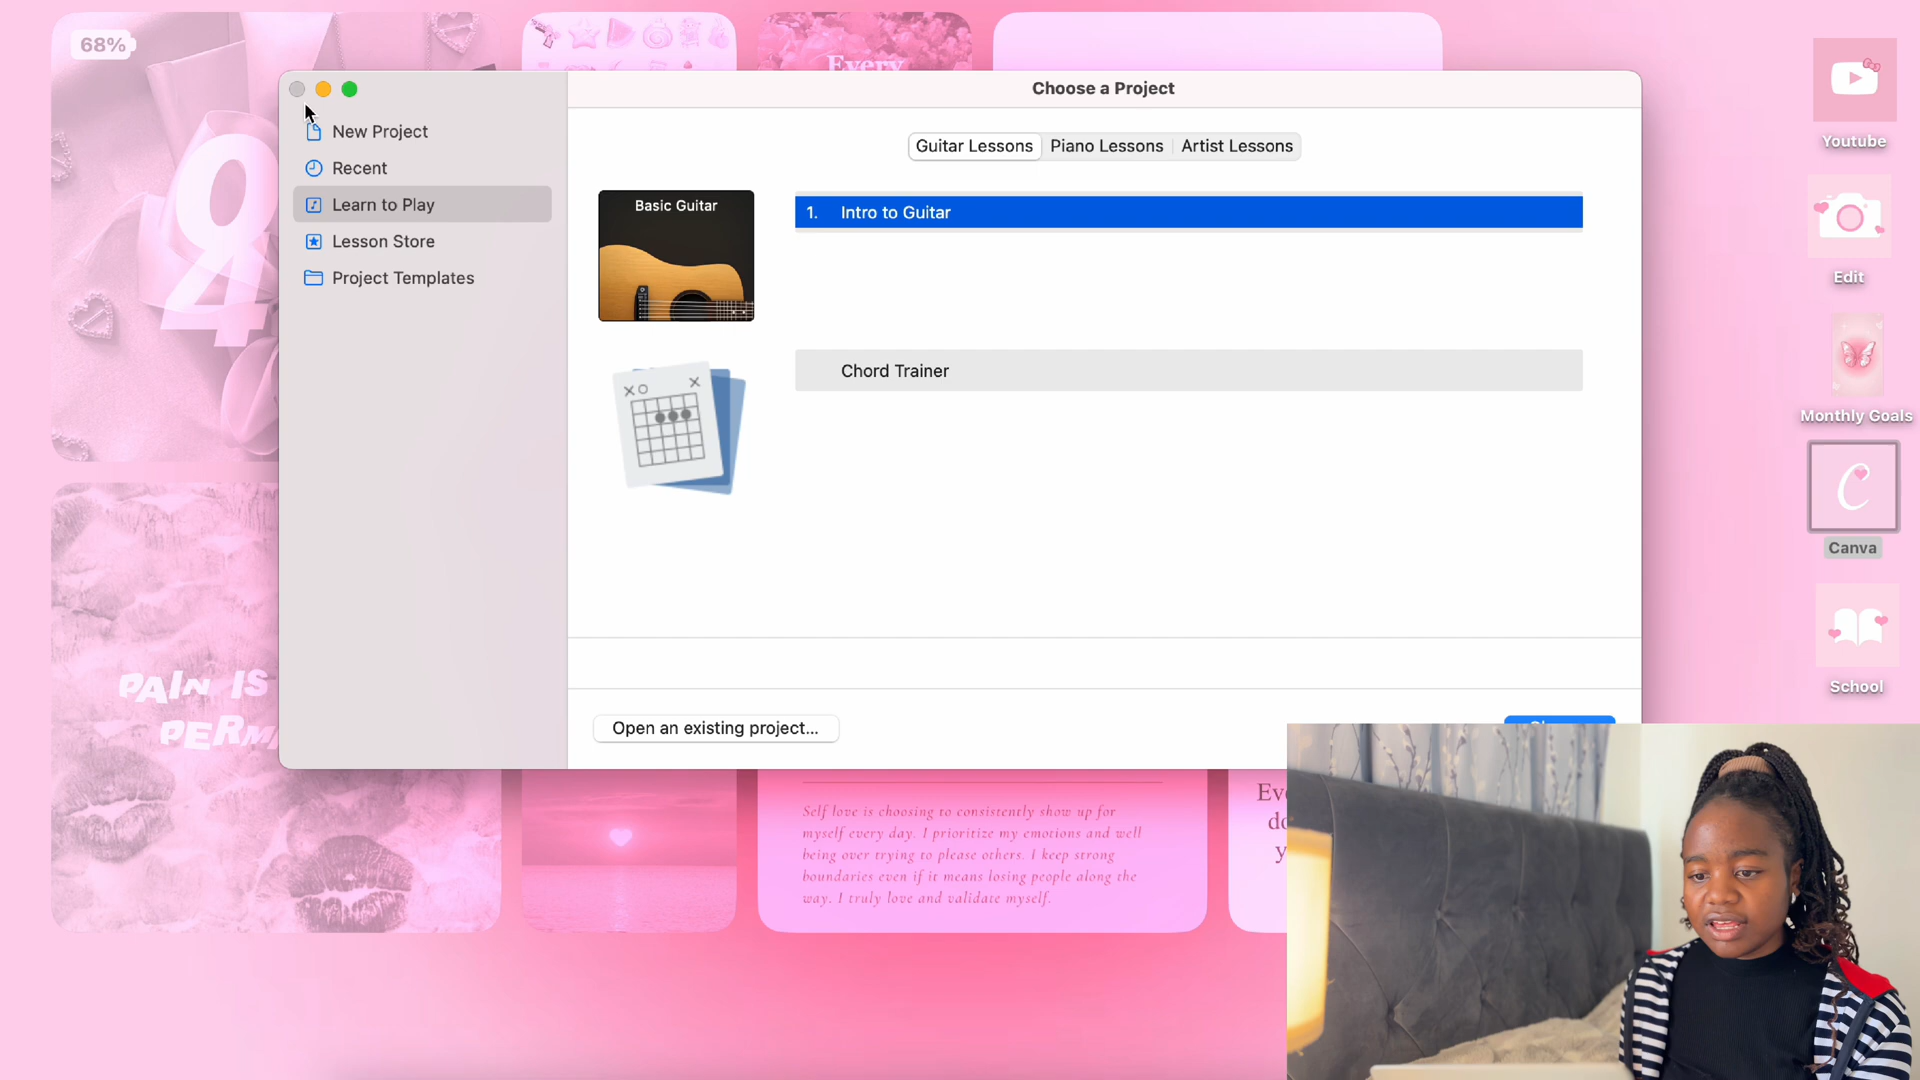 68%
Every
Choose a Project
New Project
Recent
Learn to Play
Lesson Store
Project Templates
Guitar Lessons
Piano Lessons
Artist Lessons
Basic Guitar
1. Intro to Guitar
Chord Trainer
Open an existing project...
Youtube
Edit
Monthly Goals
C
Canva
School
94
PAIN IS
Self love is choosing to consistently show up for
myself every day. I prioritize my emotions and well
being over trying to please others. I keep strong
boundaries even if it means losing people along the
way. I truly love and validate myself.